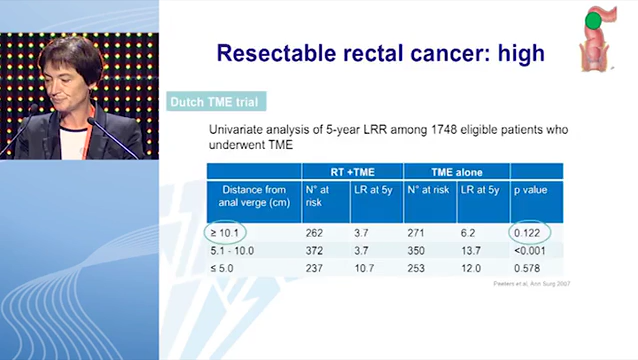 Resectable rectal cancer: high
Dutch TME trial
Univariate analysis of 5-year LRR among 1748 eligible patients who
underwent TME
RT +TME TME alone
Distance from anal verge (cm) N° at risk LR at 5y N° at risk LR at 5y p value
≥ 10.1 262 3.7 271 6.2 0.122
5.1 - 10.0 372 3.7 350 13.7 <0.001
≤ 5.0 237 10.7 253 12.0 0.578
Peeters et al, Ann Surg 2007